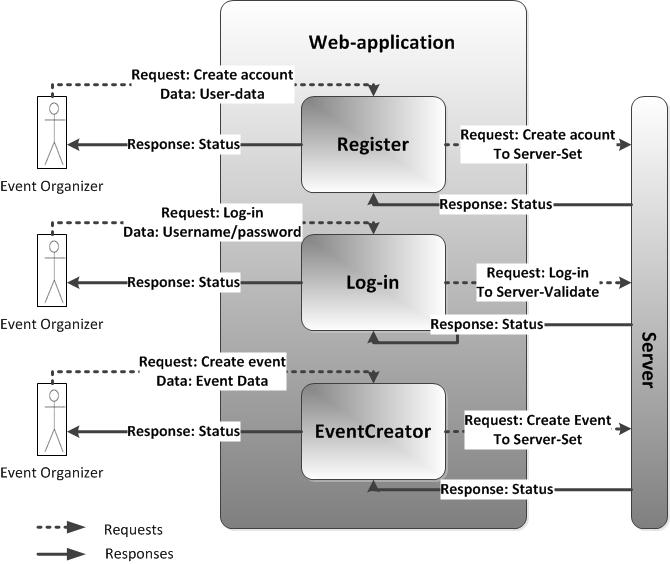 Web-application
Request: Create account
Data: User-data
Register
Response: Status
Request: Create acount
To Server-Set
Event Organizer
Response: Status
Request: Log-in
Data: Username/password
Log-in
Response: Status
Request: Log-in
To Server-Validate
Event Organizer
Response: Status
Server
Request: Create event
Data: Event Data
EventCreator
Response: Status
Request: Create Event
To Server-Set
Event Organizer
Response: Status
Requests
Responses